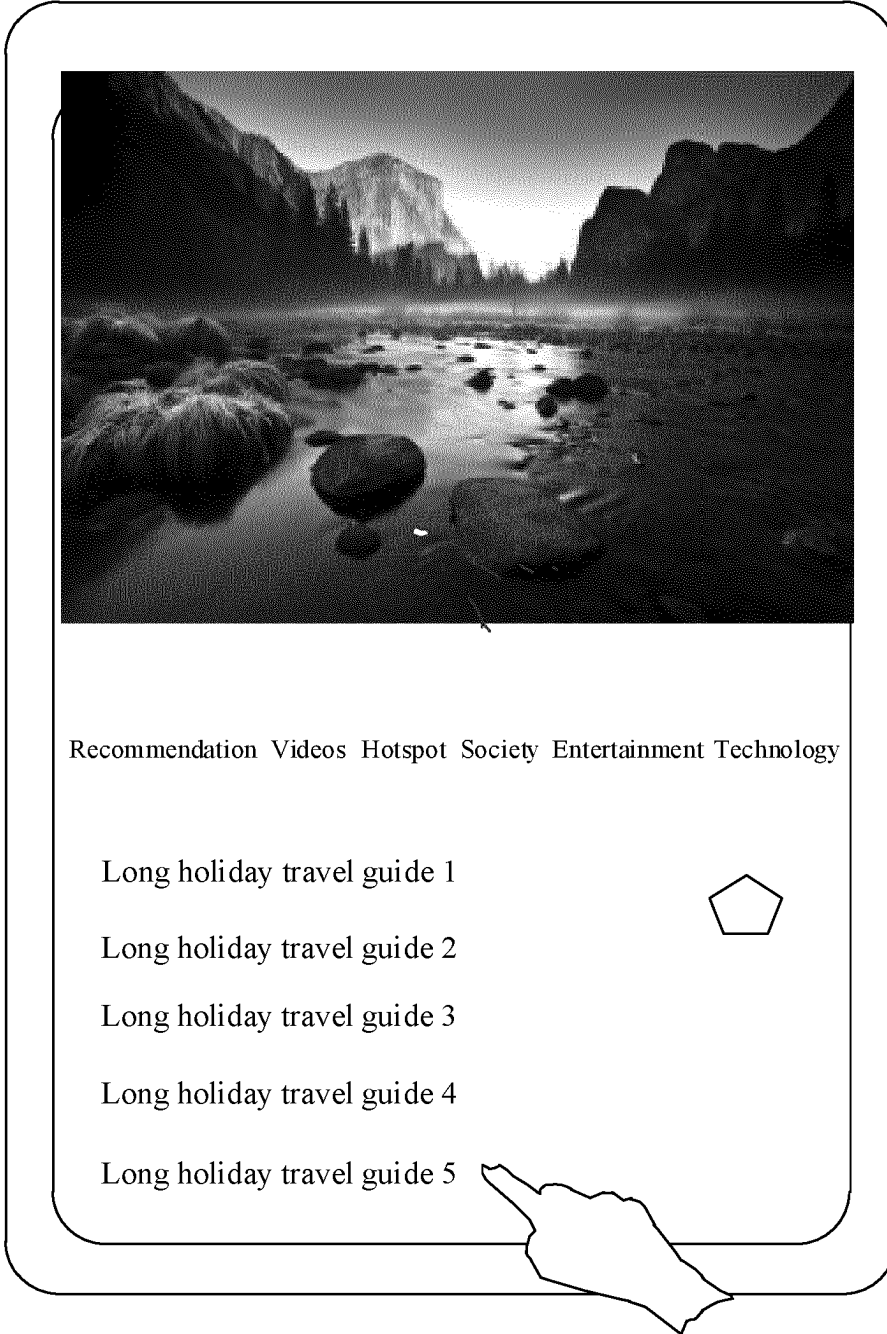 Recommendation Videos Hotspot Society Entertainment Technology
Long holiday travel guide 1
Long holiday travel guide 2
Long holiday travel guide 3
Long holiday travel guide 4
Long holiday travel guide 5